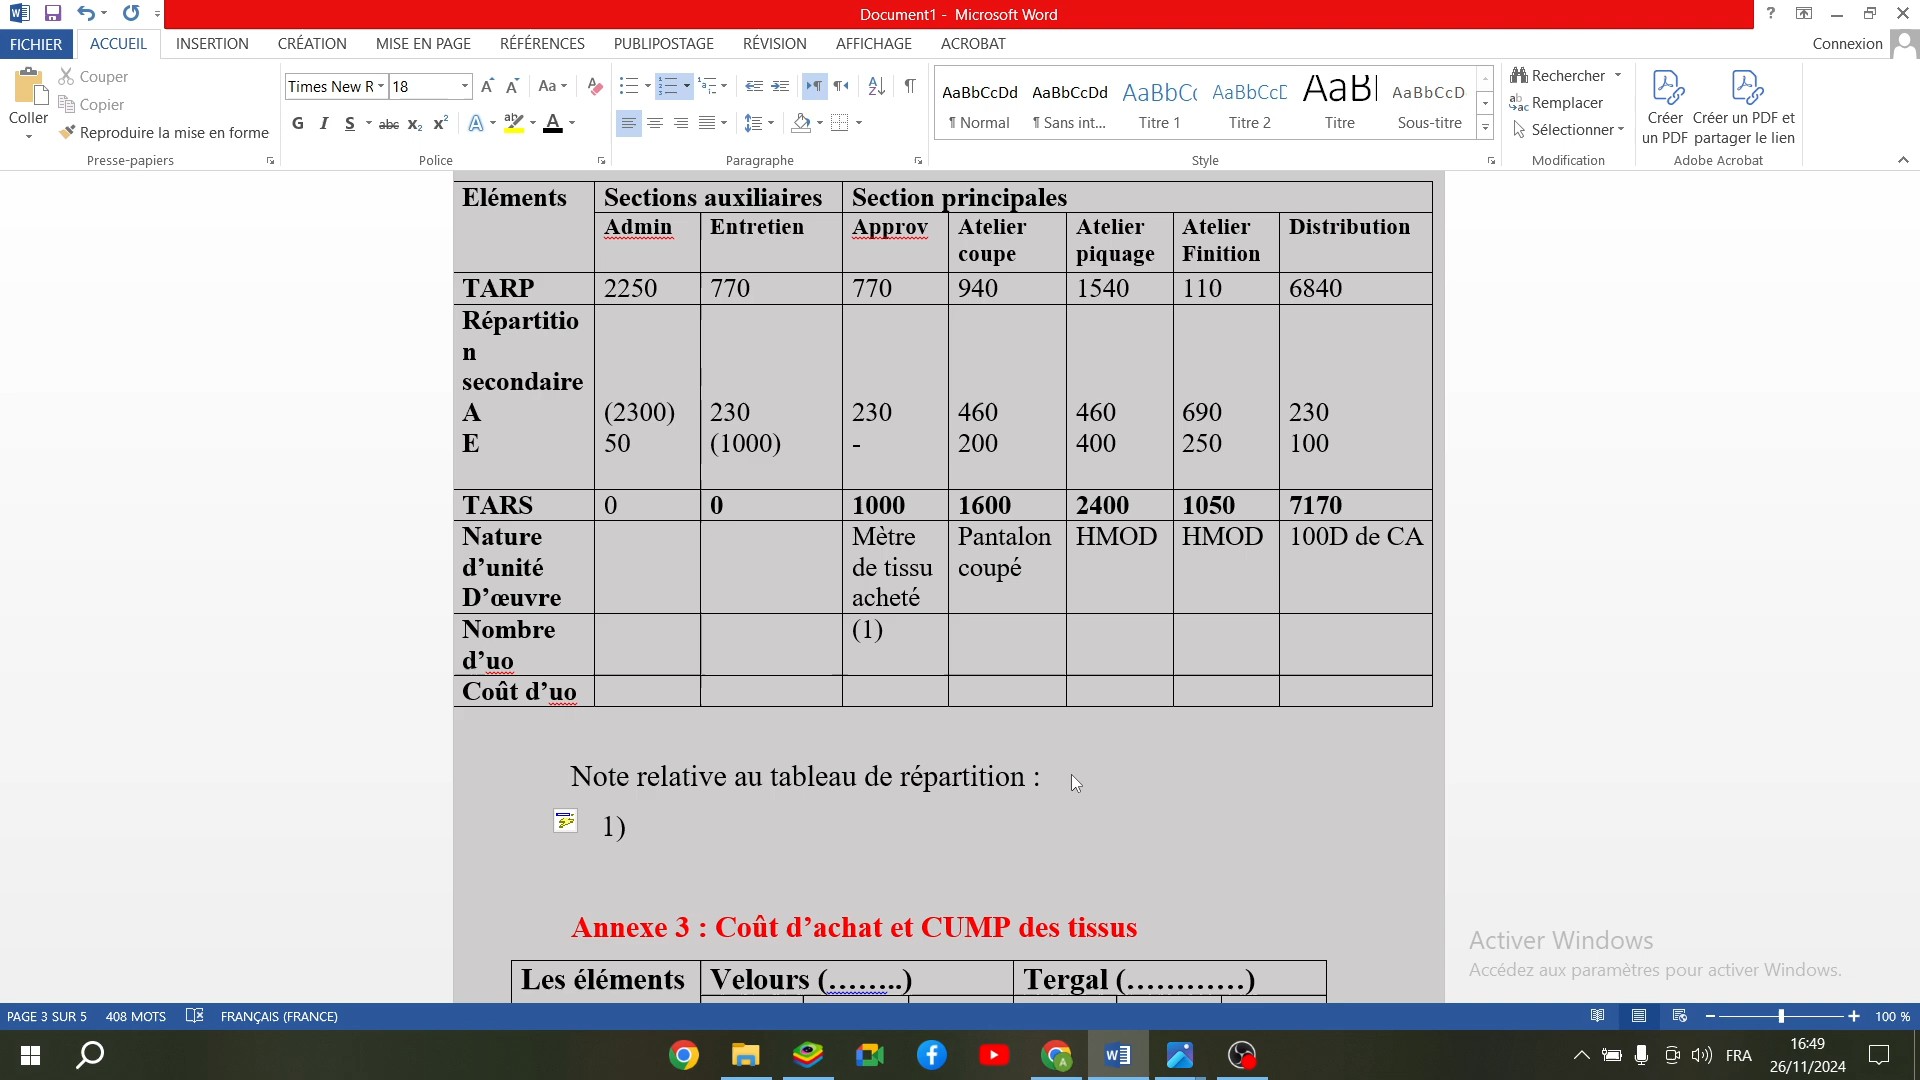 Document1 - Microsoft Word
FICHIER ACCUEIL INSERTION CRÉATION MISE EN PAGE RÉFÉRENCES PUBLIPOSTAGE RÉVISION AFFICHAGE ACROBAT Connexion
Coller
Couper
Copier
Reproduire la mise en forme
Presse-papiers
Times New R 18
Aa
G I S abc X₂ X² A A
Police
Paragraphe
AaBbCcDd AaBbCcDd AaBbC AaBbCcE AaBl AaBbCcD
¶ Normal ¶ Sans int... Titre 1 Titre 2 Titre Sous-titre
Style
Rechercher
Remplacer
Sélectionner
Modification
Créer un PDF
Créer un PDF et partager le lien
Adobe Acrobat
Eléments Sections auxiliaires Section principales
Admin Entretien Approv Atelier coupe Atelier piquage Atelier Finition Distribution
TARP 2250 770 770 940 1540 110 6840
Répartitio
n
secondaire
A (2300) 230 230 460 460 690 230
E 50 (1000) - 200 400 250 100
TARS 0 0 1000 1600 2400 1050 7170
Nature d’unité D’œuvre Mètre de tissu acheté Pantalon coupé HMOD HMOD 100D de CA
Nombre d’uo (1)
Coût d’uo
Note relative au tableau de répartition :
1)
Annexe 3 : Coût d’achat et CUMP des tissus
Les éléments Velours (……..) Tergal (…………)
Activer Windows
Accédez aux paramètres pour activer Windows.
PAGE 3 SUR 5 408 MOTS FRANÇAIS (FRANCE) 100 %
FRA
16:49
26/11/2024